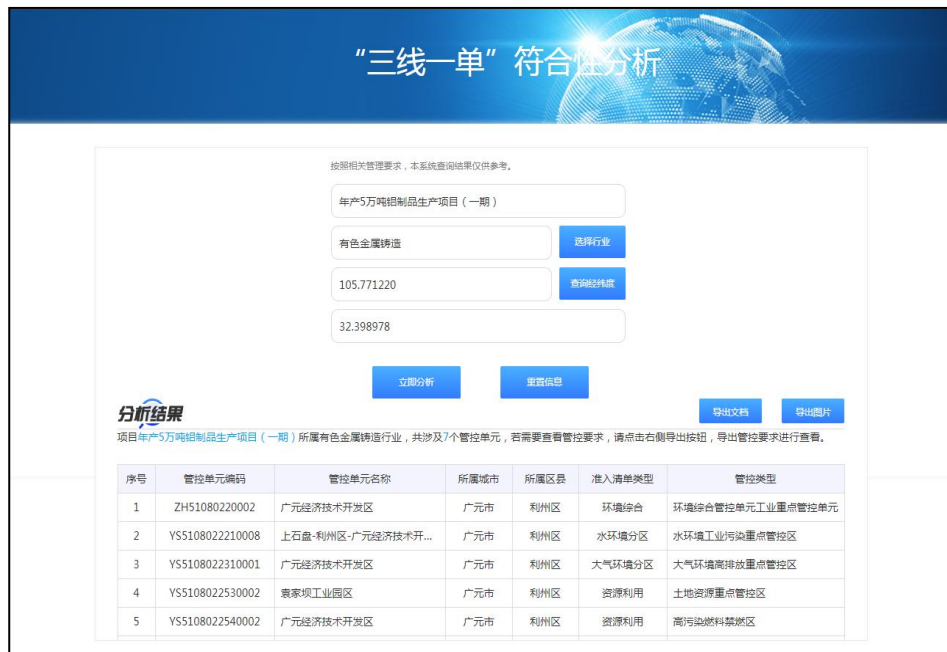 “三线一单”符合性分析
按照相关管理要求，本系统查询结果仅供参考。
年产5万吨铝制品生产项目（一期）
有色金属铸造 选择行业
105.771220 查询经纬度
32.398978
立即分析 重置信息
分析结果 导出文档 导出图片
项目年产5万吨铝制品生产项目（一期）所属有色金属铸造行业，共涉及7个管控单元，若需要查看管控要求，请点击右侧导出按钮，导出管控要求进行查看。
序号 管控单元编码 管控单元名称 所属城市 所属区县 准入清单类型 管控类型
1 ZH51080220002 广元经济技术开发区 广元市 利州区 环境综合 环境综合管控单元工业重点管控单元
2 YS5108022210008 上石盘-利州区-广元经济技术开... 广元市 利州区 水环境分区 水环境工业污染重点管控区
3 YS5108022310001 广元经济技术开发区 广元市 利州区 大气环境分区 大气环境高排放重点管控区
4 YS5108022530002 袁家坝工业园区 广元市 利州区 资源利用 土地资源重点管控区
5 YS5108022540002 广元经济技术开发区 广元市 利州区 资源利用 高污染燃料禁燃区